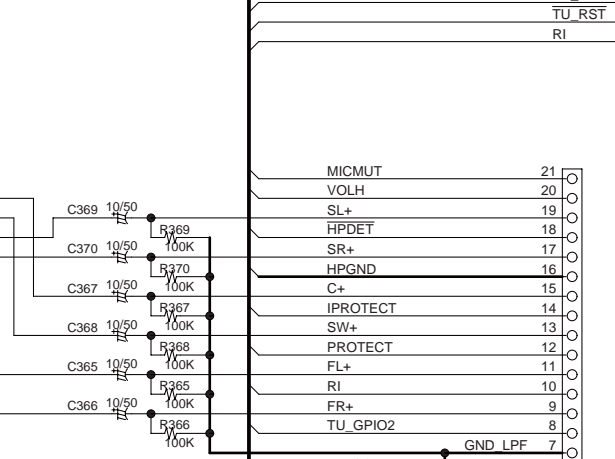 TU_RST
RI
MICMUT 21
VOLH 20
C369 10/50 SL+ 19
R369 HPDET 18
100K
C370 10/50 SR+ 17
R370 HPGND 16
100K
C367 10/50 C+ 15
R367 IPROTECT 14
100K
C368 10/50 SW+ 13
R368 PROTECT 12
100K
C365 10/50 FL+ 11
R365 RI 10
100K
C366 10/50 FR+ 9
R366 TU_GPIO2 8
100K
GND_LPF 7